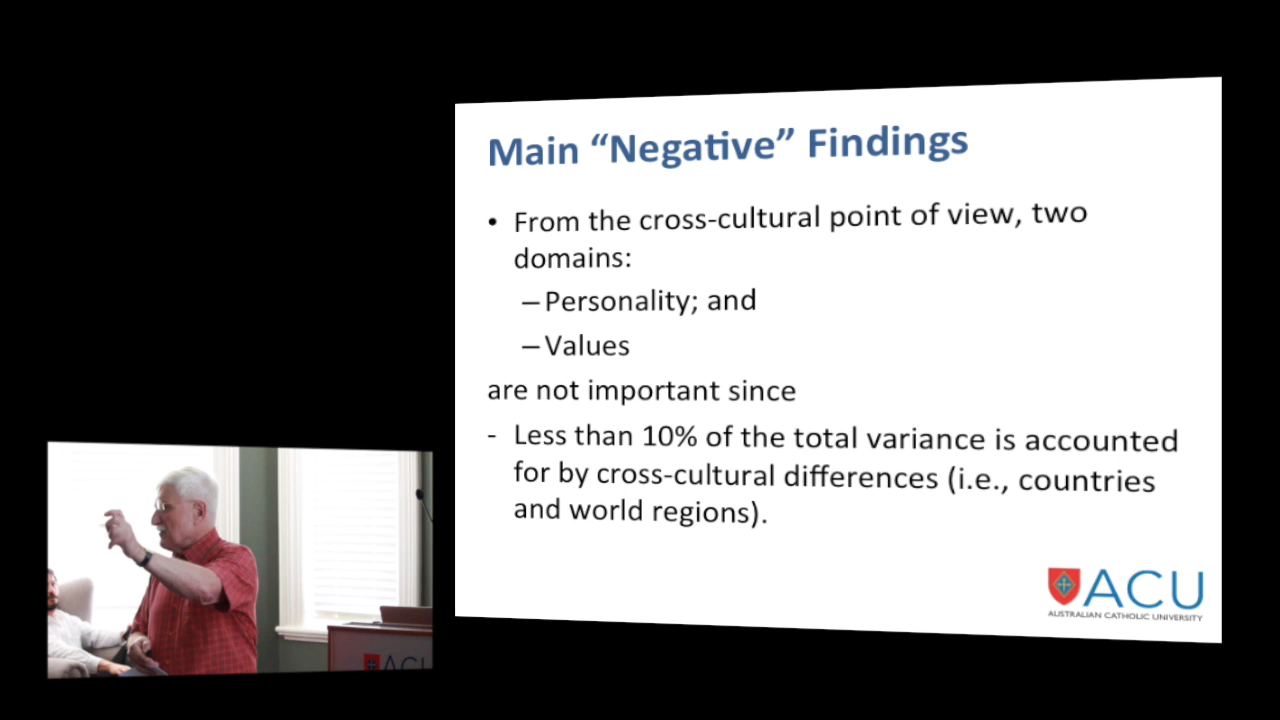 Main “Negative” Findings
• From the cross-cultural point of view, two
domains:
– Personality; and
– Values
are not important since
- Less than 10% of the total variance is accounted
for by cross-cultural differences (i.e., countries
and world regions).
ACU
AUSTRALIAN CATHOLIC UNIVERSITY
ACU